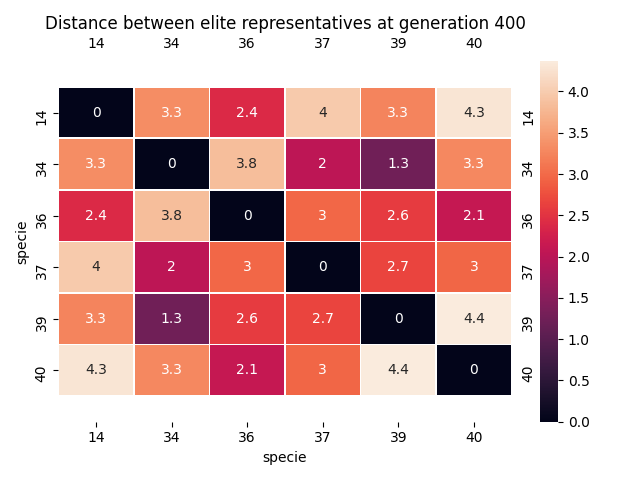 Distance between elite representatives at generation 400
14 34 36 37 39 40
14 0 3.3 2.4 4 3.3 4.3 14
34 3.3 0 3.8 2 1.3 3.3 34
36 2.4 3.8 0 3 2.6 2.1 36
37 4 2 3 0 2.7 3 37
39 3.3 1.3 2.6 2.7 0 4.4 39
40 4.3 3.3 2.1 3 4.4 0 40
14 34 36 37 39 40
specie
specie
4.0
3.5
3.0
2.5
2.0
1.5
1.0
0.5
0.0